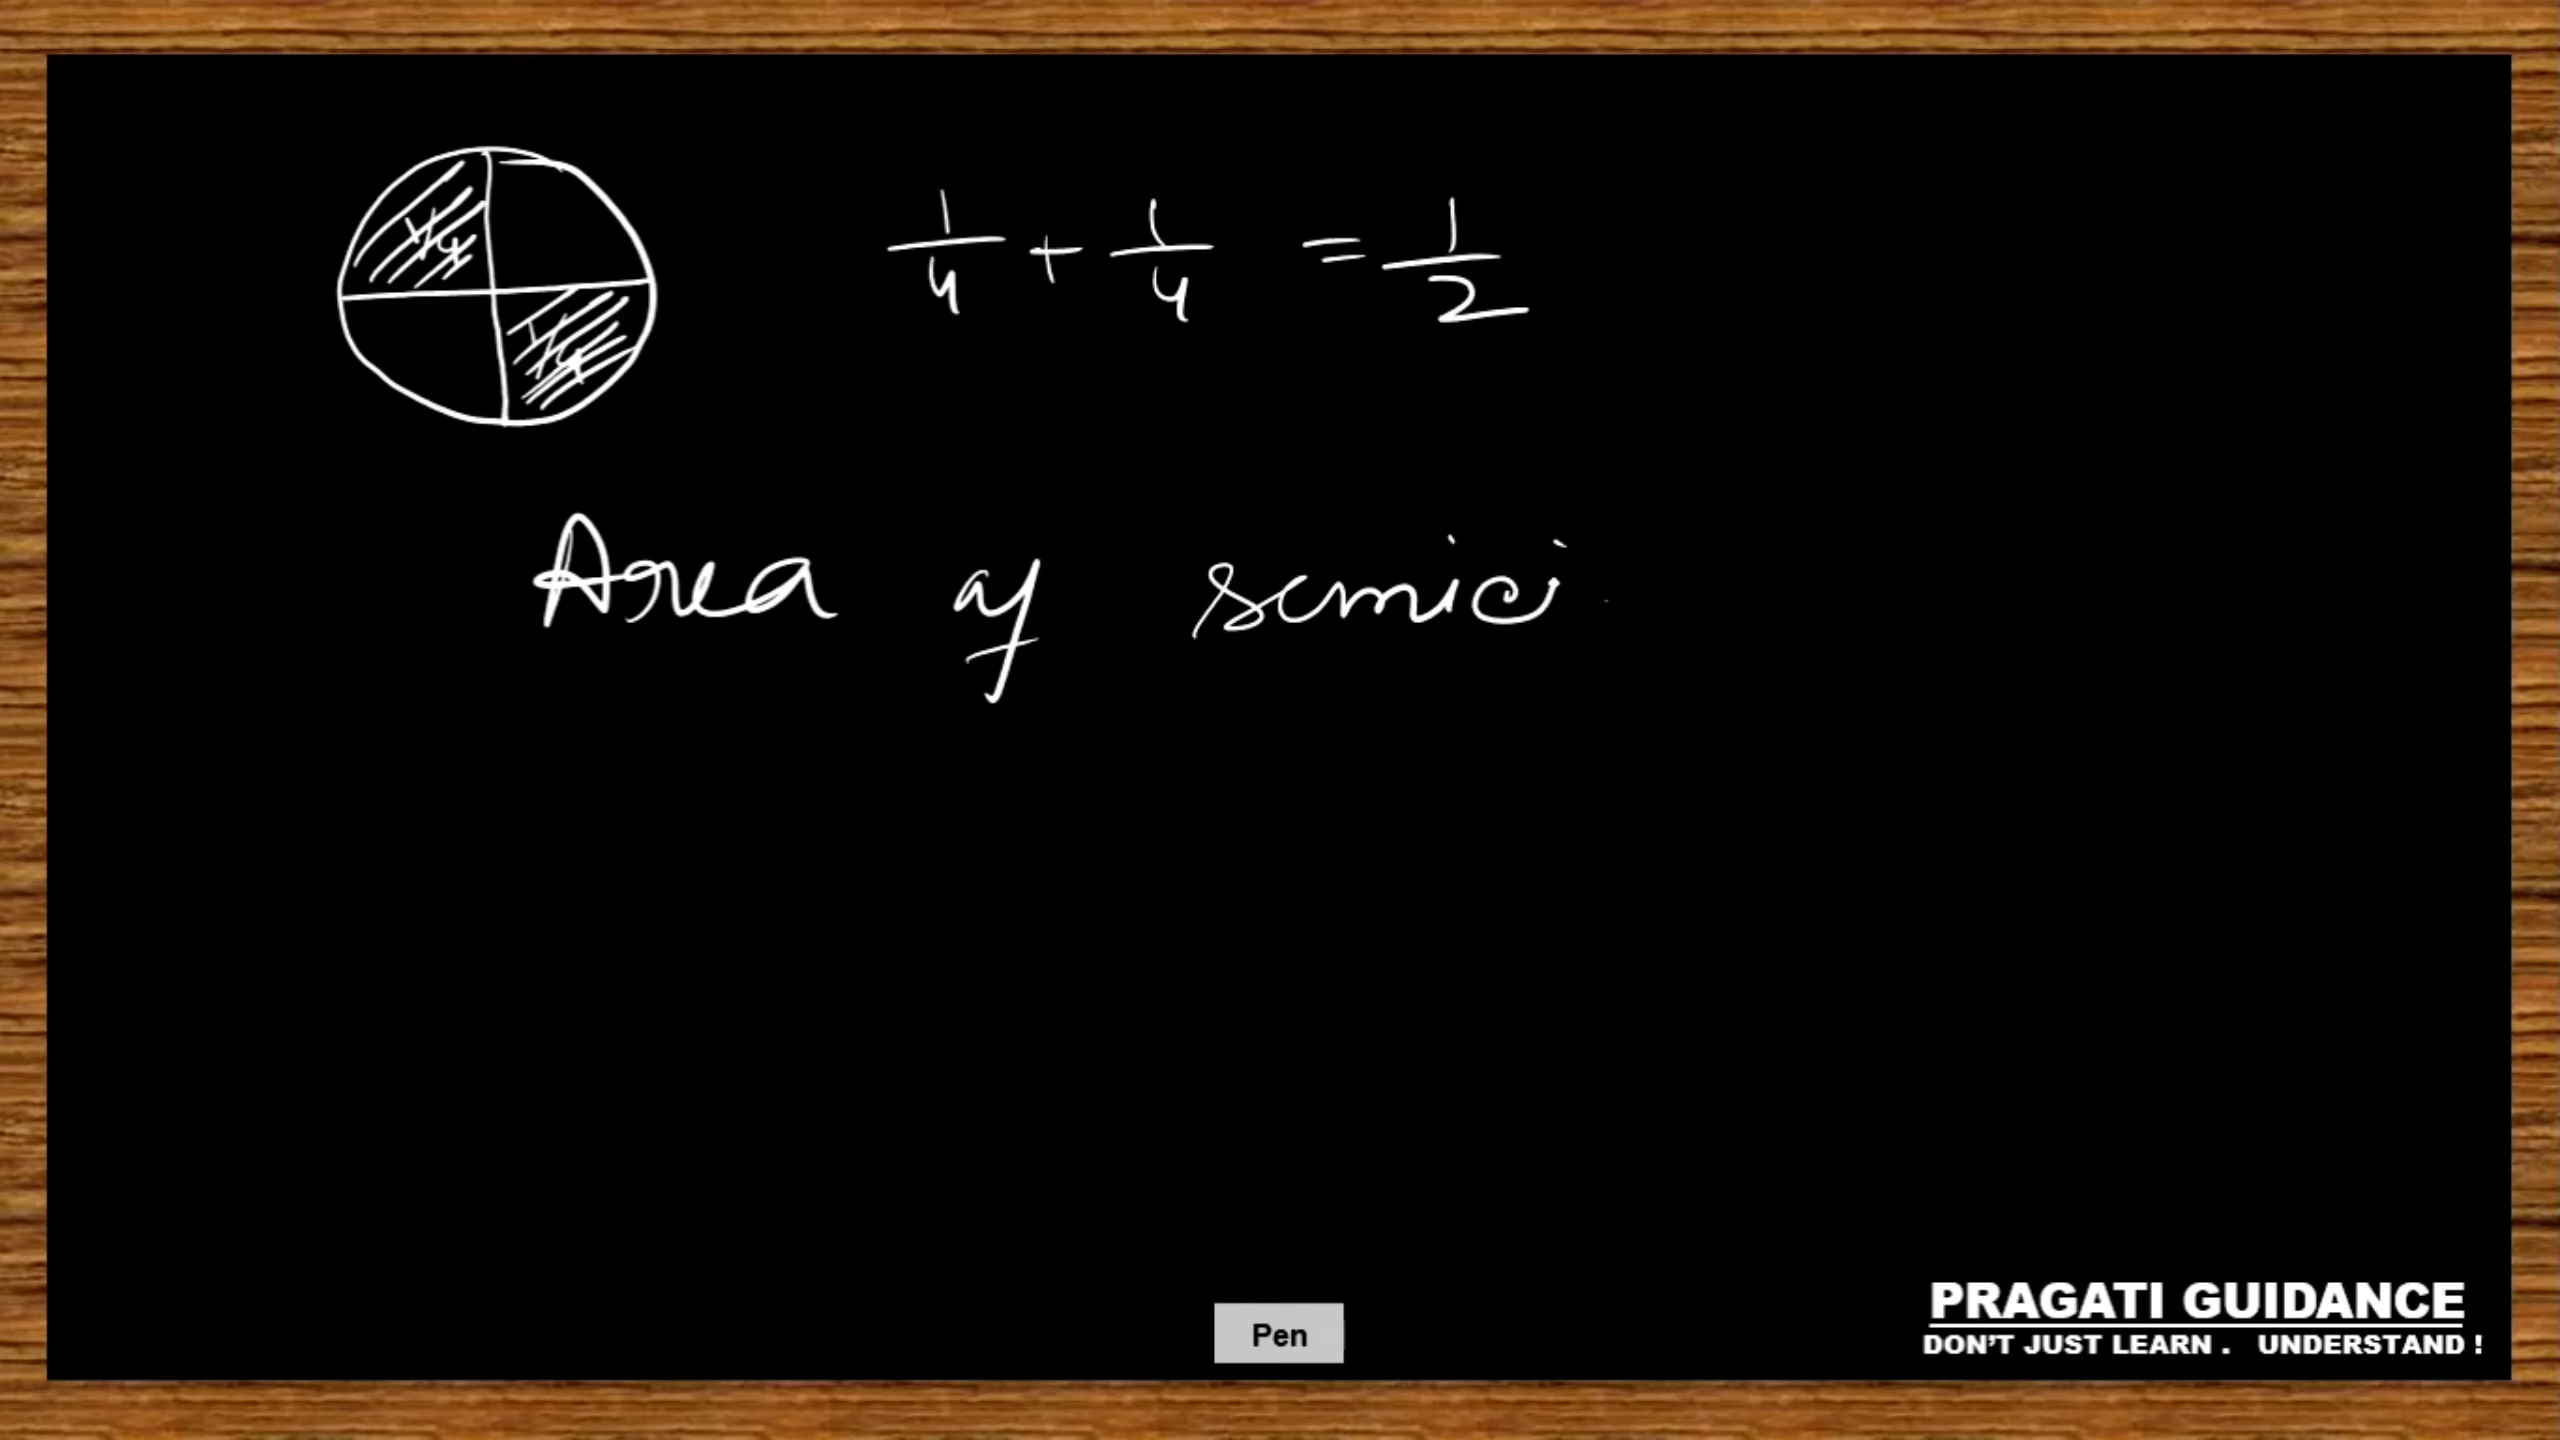 1/4
1/4
1/4 + 1/4 = 1/2
Area of semici
Pen
PRAGATI GUIDANCE
DON'T JUST LEARN . UNDERSTAND !